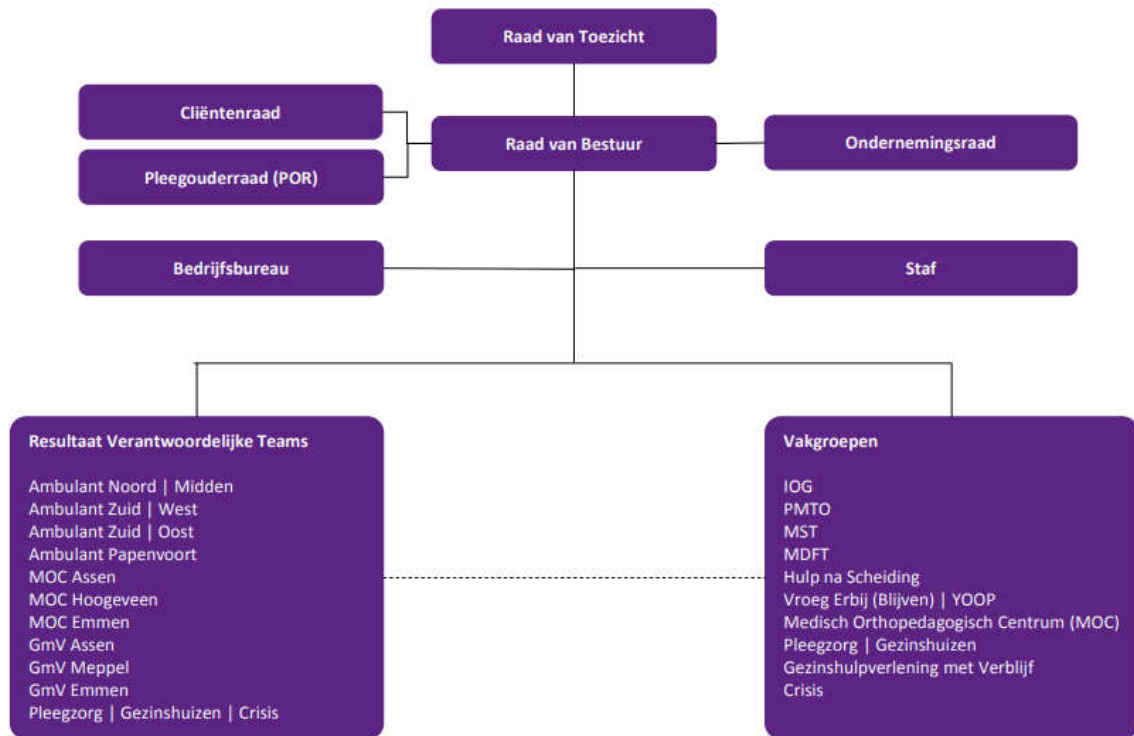 Raad van Toezicht
Cliëntenraad
Raad van Bestuur
Ondernemingsraad
Pleegouderraad (POR)
Bedrijfsbureau
Staf
Resultaat Verantwoordelijke Teams
Ambulant Noord | Midden
Ambulant Zuid | West
Ambulant Zuid | Oost
Ambulant Papenvoort
MOC Assen
MOC Hoogeveen
MOC Emmen
GmV Assen
GmV Meppel
GmV Emmen
Pleegzorg | Gezinshuizen | Crisis
Vakgroepen
IOG
PMTO
MST
MDFT
Hulp na Scheiding
Vroeg Erbij (Blijven) | YOOP
Medisch Orthopedagogisch Centrum (MOC)
Pleegzorg | Gezinshuizen
Gezinshulpverlening met Verblijf
Crisis